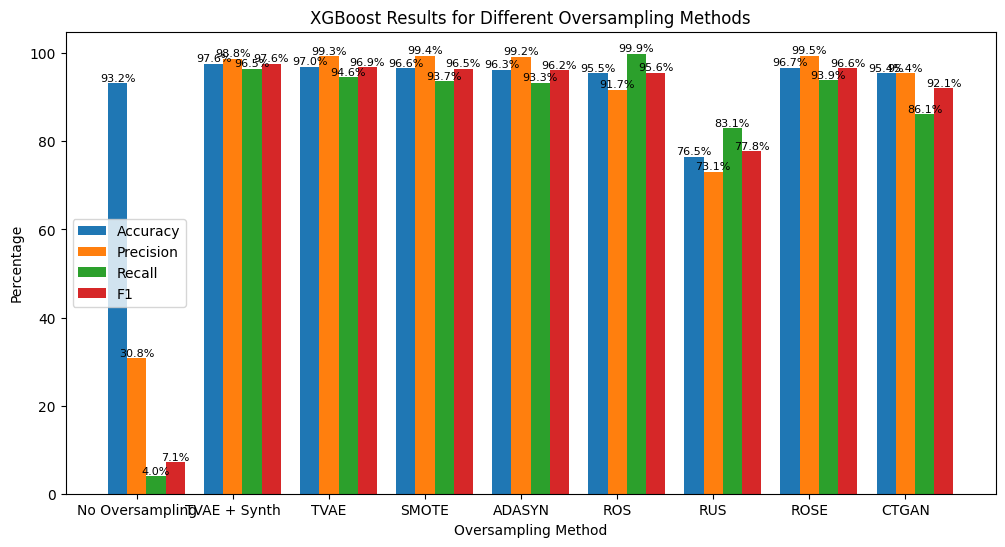 XGBoost Results for Different Oversampling Methods
100
80
60
40
20
0
Percentage
Accuracy
Precision
Recall
F1
93.2%
30.8%
4.0%
7.1%
97.6%
98.8%
96.5%
97.6%
97.0%
99.3%
94.6%
96.9%
96.6%
99.4%
93.7%
96.5%
96.3%
99.2%
93.3%
96.2%
95.5%
91.7%
99.9%
95.6%
76.5%
73.1%
83.1%
77.8%
96.7%
99.5%
93.9%
96.6%
95.4%
95.4%
86.1%
92.1%
No Oversampling
TVAE + Synth
TVAE
SMOTE
ADASYN
ROS
RUS
ROSE
CTGAN
Oversampling Method